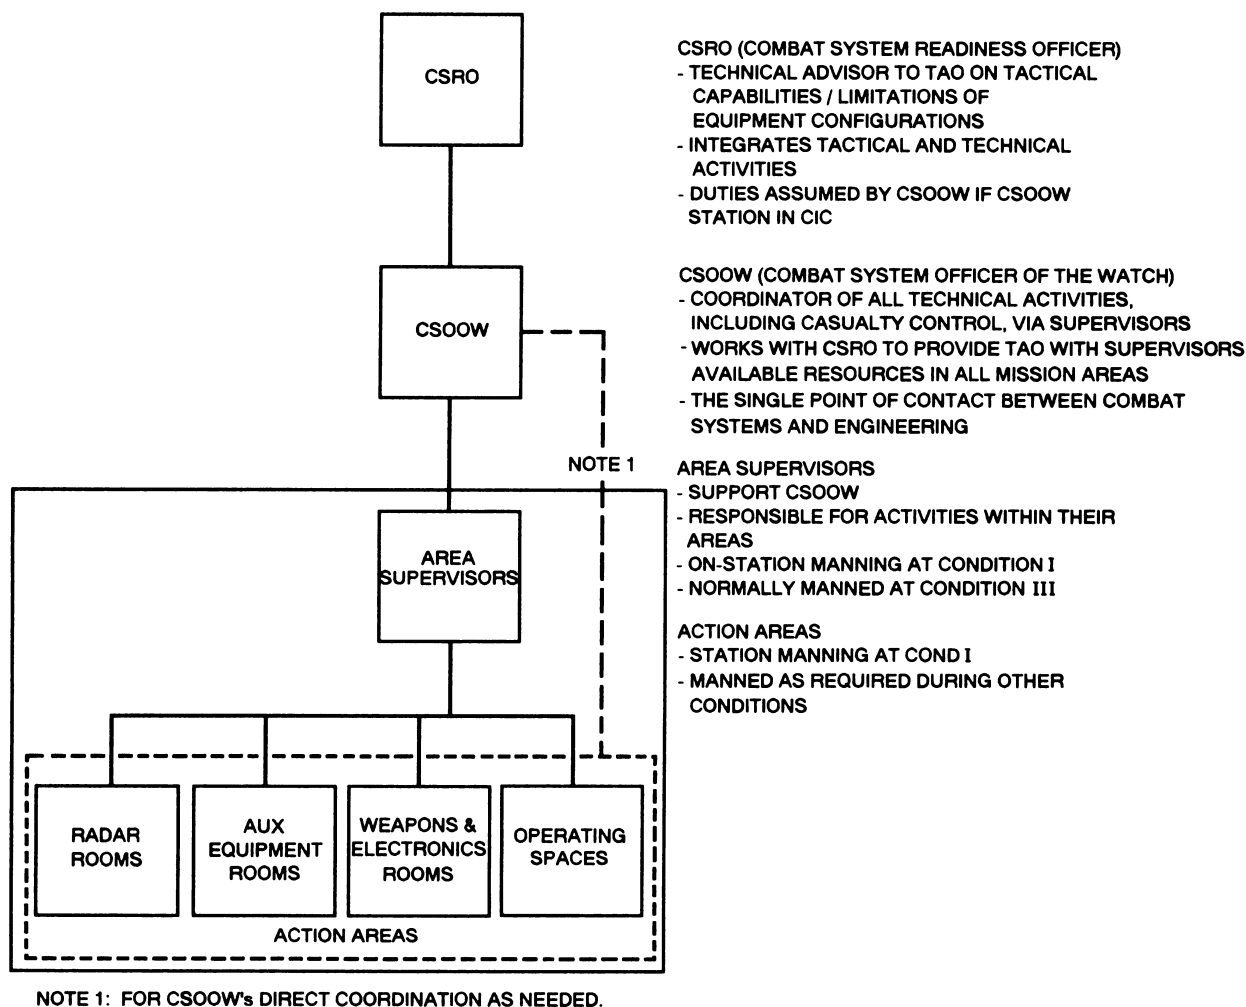 CSRO
CSRO (COMBAT SYSTEM READINESS OFFICER)
- TECHNICAL ADVISOR TO TAO ON TACTICAL
CAPABILITIES / LIMITATIONS OF
EQUIPMENT CONFIGURATIONS
- INTEGRATES TACTICAL AND TECHNICAL
ACTIVITIES
- DUTIES ASSUMED BY CSOOW IF CSOOW
STATION IN CIC
CSOOW
CSOOW (COMBAT SYSTEM OFFICER OF THE WATCH)
- COORDINATOR OF ALL TECHNICAL ACTIVITIES,
INCLUDING CASUALTY CONTROL, VIA SUPERVISORS
- WORKS WITH CSRO TO PROVIDE TAO WITH SUPERVISORS
AVAILABLE RESOURCES IN ALL MISSION AREAS
- THE SINGLE POINT OF CONTACT BETWEEN COMBAT
SYSTEMS AND ENGINEERING
NOTE 1
AREA
SUPERVISORS
AREA SUPERVISORS
- SUPPORT CSOOW
- RESPONSIBLE FOR ACTIVITIES WITHIN THEIR
AREAS
- ON-STATION MANNING AT CONDITION I
- NORMALLY MANNED AT CONDITION III
ACTION AREAS
- STATION MANNING AT COND I
- MANNED AS REQUIRED DURING OTHER
CONDITIONS
RADAR
ROOMS
AUX
EQUIPMENT
ROOMS
WEAPONS &
ELECTRONICS
ROOMS
OPERATING
SPACES
ACTION AREAS
NOTE 1: FOR CSOOW's DIRECT COORDINATION AS NEEDED.